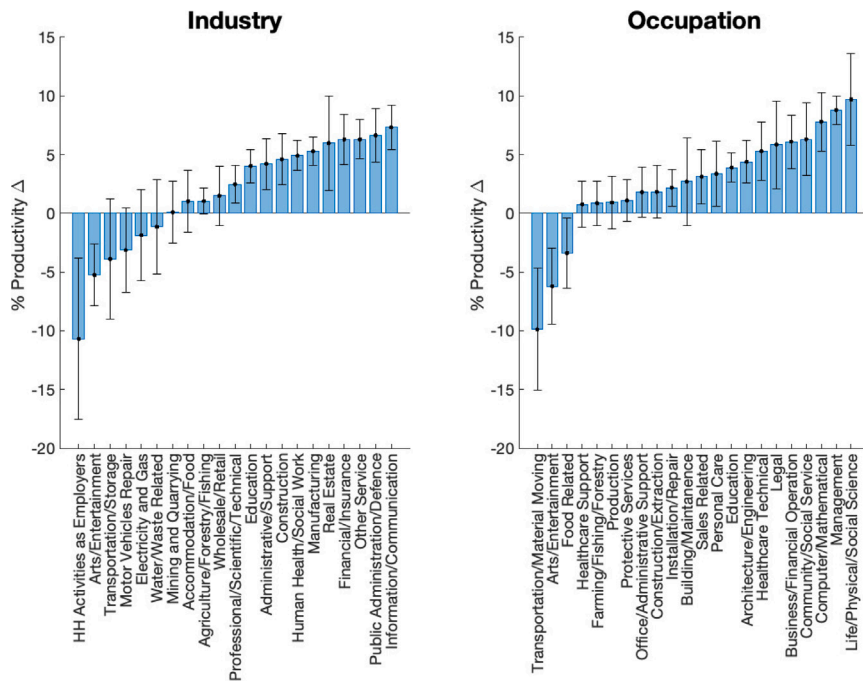 Industry
% Productivity Δ
15
10
5
0
-5
-10
-15
-20
HH Activities as Employers
Arts/Entertainment
Transportation/Storage
Motor Vehicles Repair
Electricity and Gas
Water/Waste Related
Mining and Quarrying
Accommodation/Food
Agriculture/Forestry/Fishing
Wholesale/Retail
Professional/Scientific/Technical
Education
Administrative/Support
Construction
Human Health/Social Work
Manufacturing
Real Estate
Financial/Insurance
Other Service
Public Administration/Defence
Information/Communication
Occupation
% Productivity Δ
15
10
5
0
-5
-10
-15
-20
Transportation/Material Moving
Arts/Entertainment
Food Related
Healthcare Support
Farming/Fishing/Forestry
Production
Protective Services
Office/Administrative Support
Construction/Extraction
Installation/Repair
Building/Maintanence
Sales Related
Personal Care
Education
Architecture/Engineering
Healthcare Technical
Legal
Business/Financial Operation
Community/Social Service
Computer/Mathematical
Management
Life/Physical/Social Science